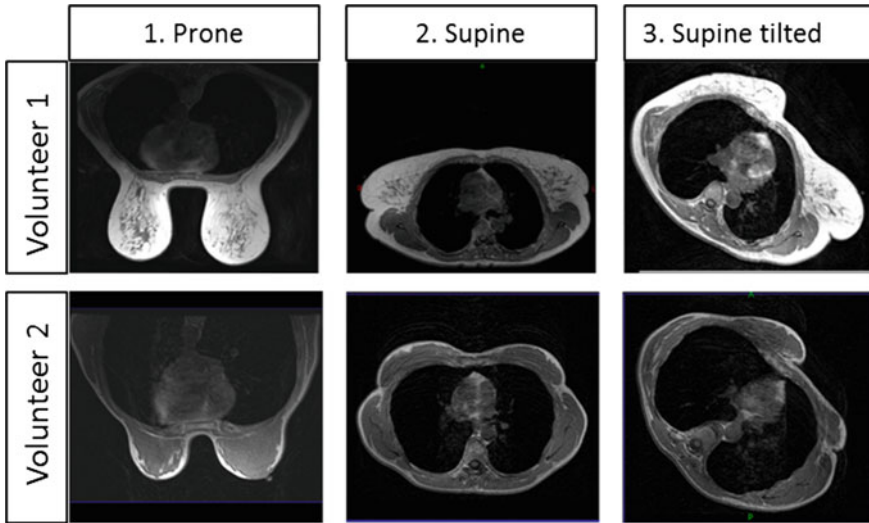 1. Prone
2. Supine
3. Supine tilted
Volunteer 1
Volunteer 2